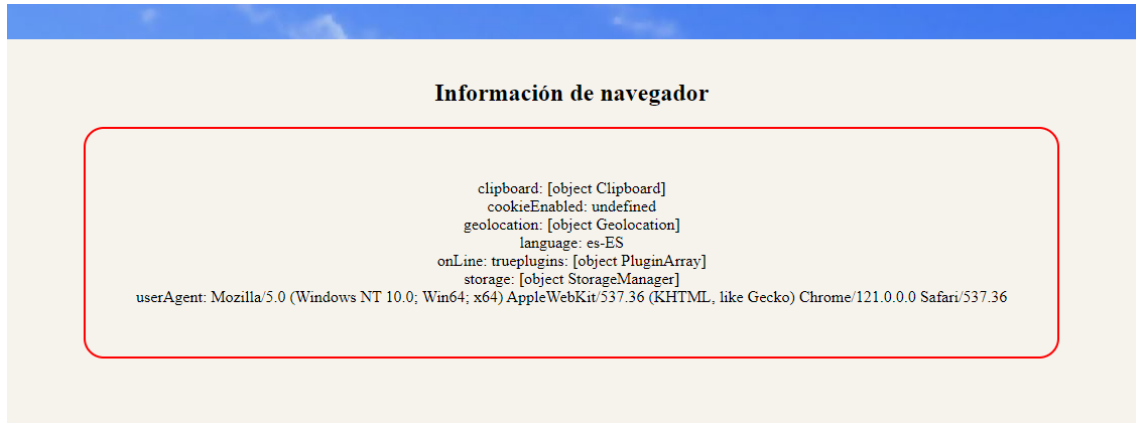 Información de navegador
clipboard: [object Clipboard]
cookieEnabled: undefined
geolocation: [object Geolocation]
language: es-ES
onLine: trueplugins: [object PluginArray]
storage: [object StorageManager]
userAgent: Mozilla/5.0 (Windows NT 10.0; Win64; x64) AppleWebKit/537.36 (KHTML, like Gecko) Chrome/121.0.0.0 Safari/537.36